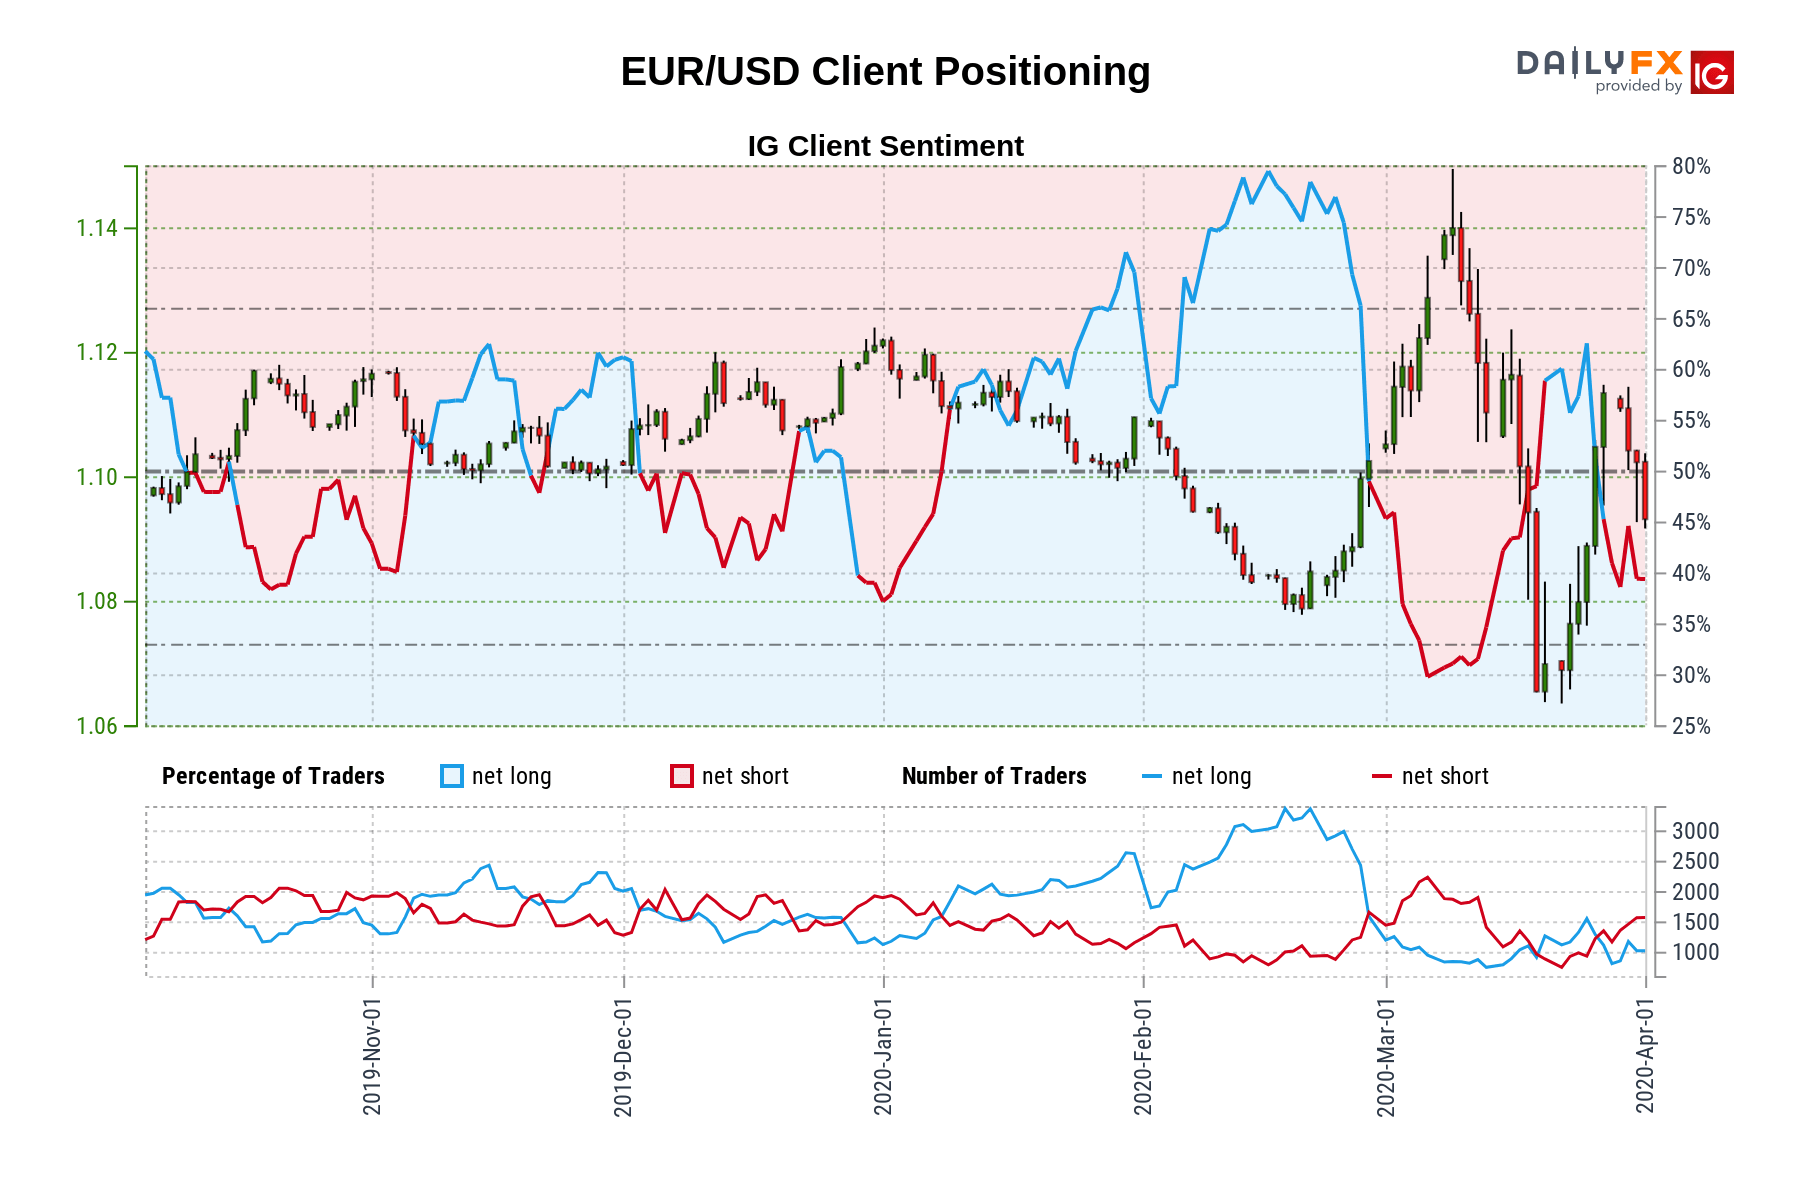 EUR/USD Client Positioning
DAILYFX
provided by IG
IG Client Sentiment
1.14
1.12
1.10
1.08
1.06
80%
75%
70%
65%
60%
55%
50%
45%
40%
35%
30%
25%
Percentage of Traders net long net short Number of Traders net long net short
3000
2500
2000
1500
1000
2019-Nov-01
2019-Dec-01
2020-Jan-01
2020-Feb-01
2020-Mar-01
2020-Apr-01